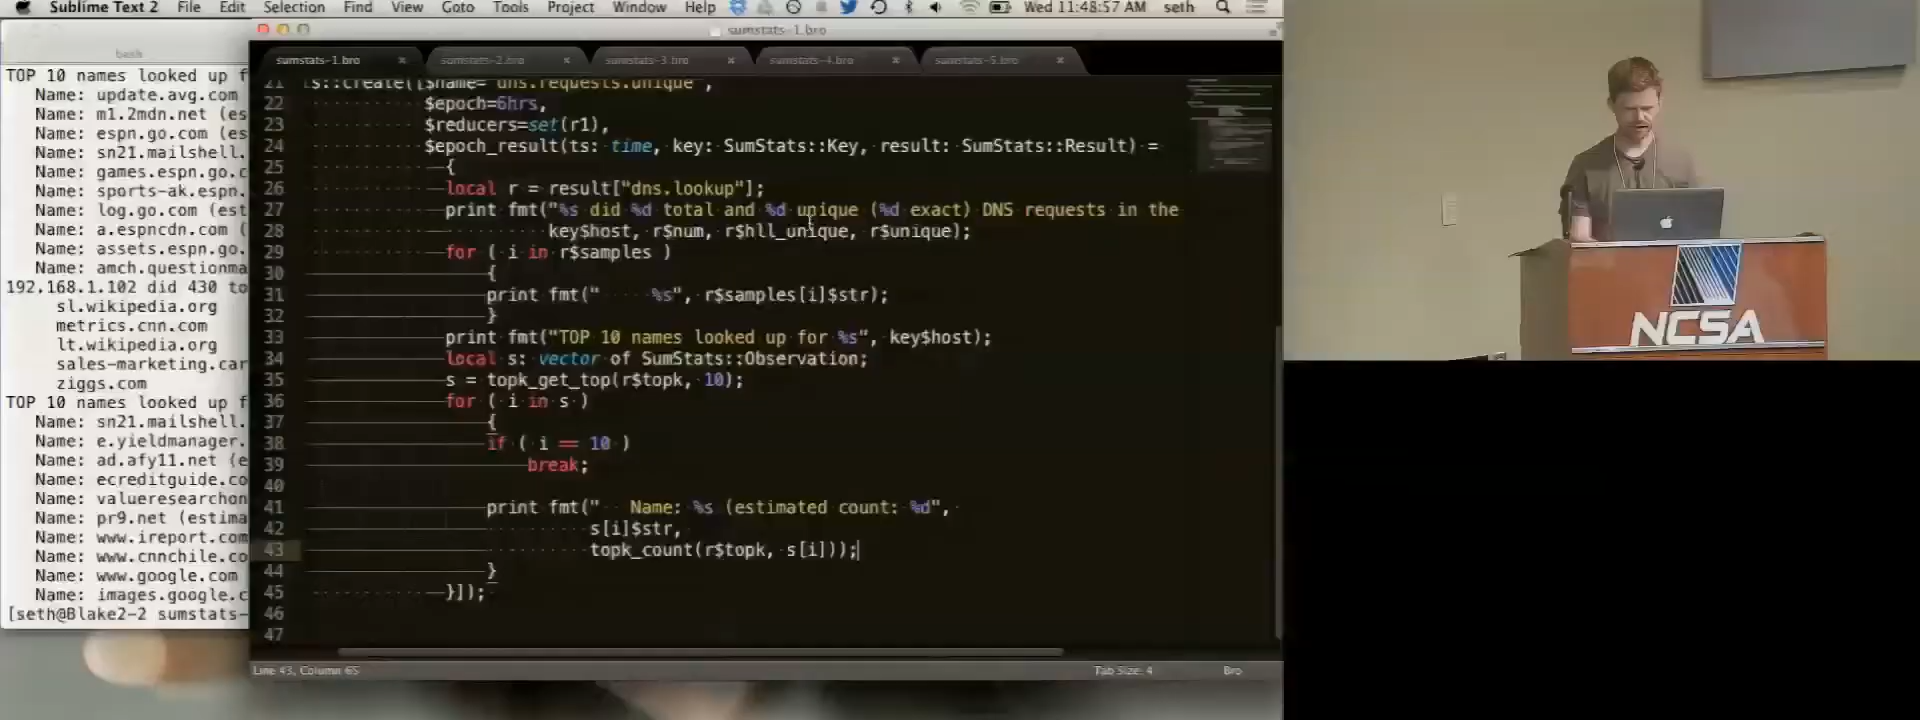 Sublime Text 2 File Edit Selection Find View Goto Tools Project Window Help Wed 11:48:57 AM seth
sumstats-1.bro
bash
sumstats-1.bro sumstats-2.bro sumstats-3.bro sumstats-4.bro sumstats-5.bro
TOP 10 names looked up f
Name: update.avg.com
Name: m1.2mdn.net (es
Name: espn.go.com (es
Name: sn21.mailshell.
Name: games.espn.go.c
Name: sports-ak.espn.
Name: log.go.com (est
Name: a.espncdn.com (
Name: assets.espn.go.
Name: amch.questionma
192.168.1.102 did 430 to
sl.wikipedia.org
metrics.cnn.com
lt.wikipedia.org
sales-marketing.car
ziggs.com
TOP 10 names looked up f
Name: sn21.mailshell.
Name: e.yieldmanager.
Name: ad.afy11.net (e
Name: ecreditguide.co
Name: valueresearchon
Name: pr9.net (estima
Name: www.ireport.com
Name: www.cnnchile.co
Name: www.google.com
Name: images.google.c
[seth@Blake2-2 sumstats-
21 s::create([$name="dns.requests.unique",
22 $epoch=6hrs,
23 $reducers=set(r1),
24 $epoch_result(ts: time, key: SumStats::Key, result: SumStats::Result) =
25 {
26 local r = result["dns.lookup"];
27 print fmt("%s did %d total and %d unique (%d exact) DNS requests in the
28 key$host, r$num, r$hll_unique, r$unique);
29 for ( i in r$samples )
30 {
31 print fmt(" %s", r$samples[i]$str);
32 }
33 print fmt("TOP 10 names looked up for %s", key$host);
34 local s: vector of SumStats::Observation;
35 s = topk_get_top(r$topk, 10);
36 for ( i in s )
37 {
38 if ( i == 10 )
39 break;
40
41 print fmt(" Name: %s (estimated count: %d",
42 s[i]$str,
43 topk_count(r$topk, s[i]));
44 }
45 }]);
46
47
Line 43, Column 65 Tab Size: 4 Bro
NCSA